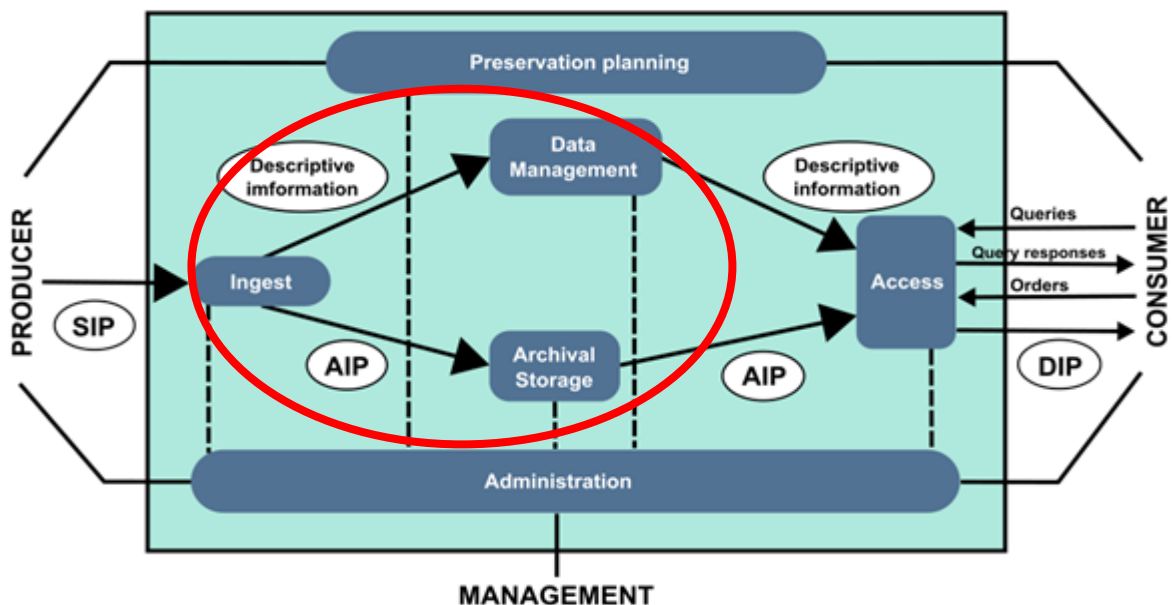 Preservation planning
Data
Management
Descriptive
imformation
Descriptive
information
PRODUCER
SIP
Ingest
AIP
Archival
Storage
AIP
Access
Queries
Query responses
Orders
DIP
CONSUMER
Administration
MANAGEMENT